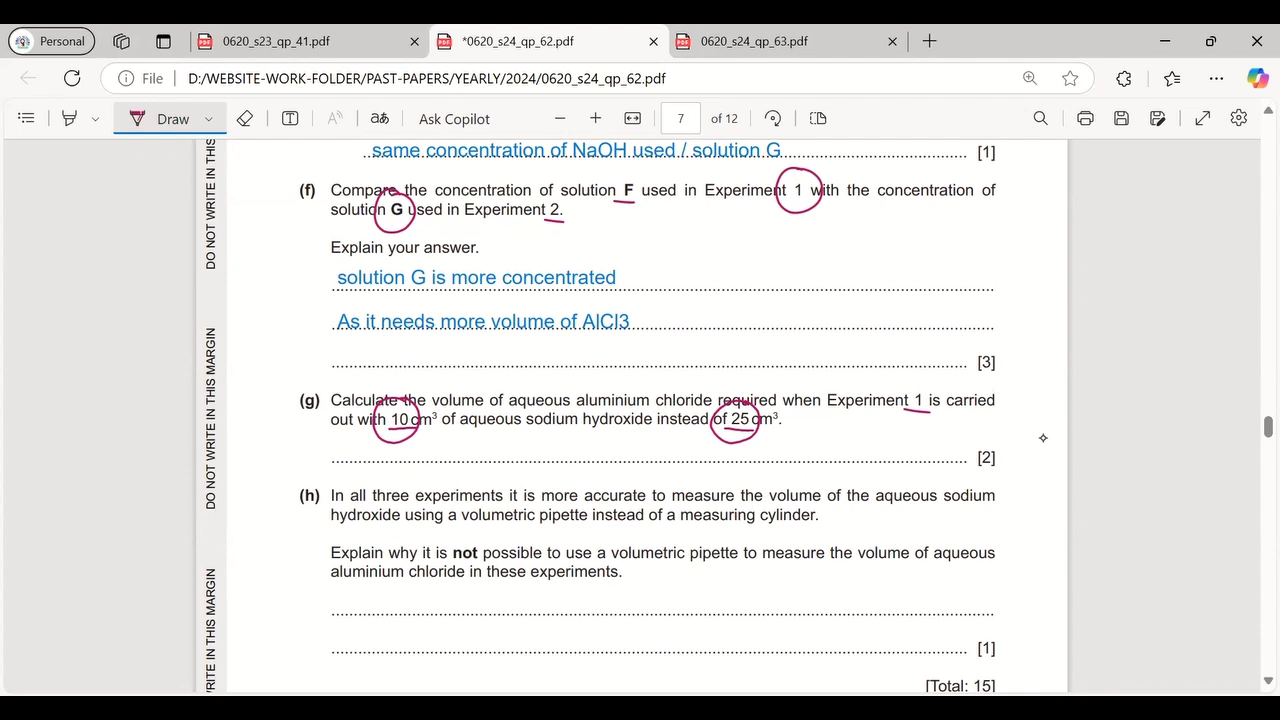 Personal
0620_s23_qp_41.pdf
*0620_s24_qp_62.pdf
0620_s24_qp_63.pdf
File
D:/WEBSITE-WORK-FOLDER/PAST-PAPERS/YEARLY/2024/0620_s24_qp_62.pdf
Draw
aあ
Ask Copilot
7 of 12
same concentration of NaOH used / solution G [1]
(f) Compare the concentration of solution F used in Experiment 1 with the concentration of
solution G used in Experiment 2.
Explain your answer.
solution G is more concentrated
As it needs more volume of AlCl3
[3]
(g) Calculate the volume of aqueous aluminium chloride required when Experiment 1 is carried
out with 10 cm³ of aqueous sodium hydroxide instead of 25 cm³.
[2]
(h) In all three experiments it is more accurate to measure the volume of the aqueous sodium
hydroxide using a volumetric pipette instead of a measuring cylinder.
Explain why it is not possible to use a volumetric pipette to measure the volume of aqueous
aluminium chloride in these experiments.
[1]
[Total: 15]
DO NOT WRITE IN THIS
DO NOT WRITE IN THIS MARGIN
WRITE IN THIS MARGIN